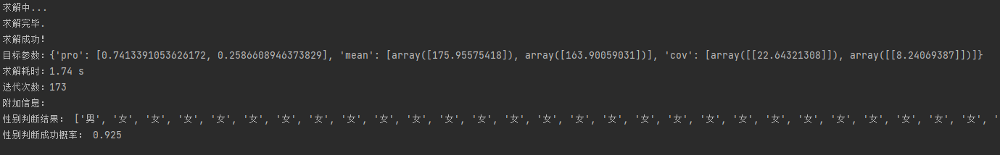 求解中...
求解完毕.
求解成功!
目标参数：{'pro': [0.7413391053626172, 0.2586608946373829], 'mean': [array([175.95575418]), array([163.90059031])], 'cov': [array([[22.64321308]]), array([[8.24069387]])]}
求解耗时：1.74 s
迭代次数：173
附加信息：
性别判断结果： ['男', '女', '女', '女', '女', '女', '女', '女', '女', '女', '女', '女', '女', '女', '女', '女', '女', '女', '女', '女', '女', '女', '女', '女', '女', '女', '女', '女', '
性别判断成功概率： 0.925